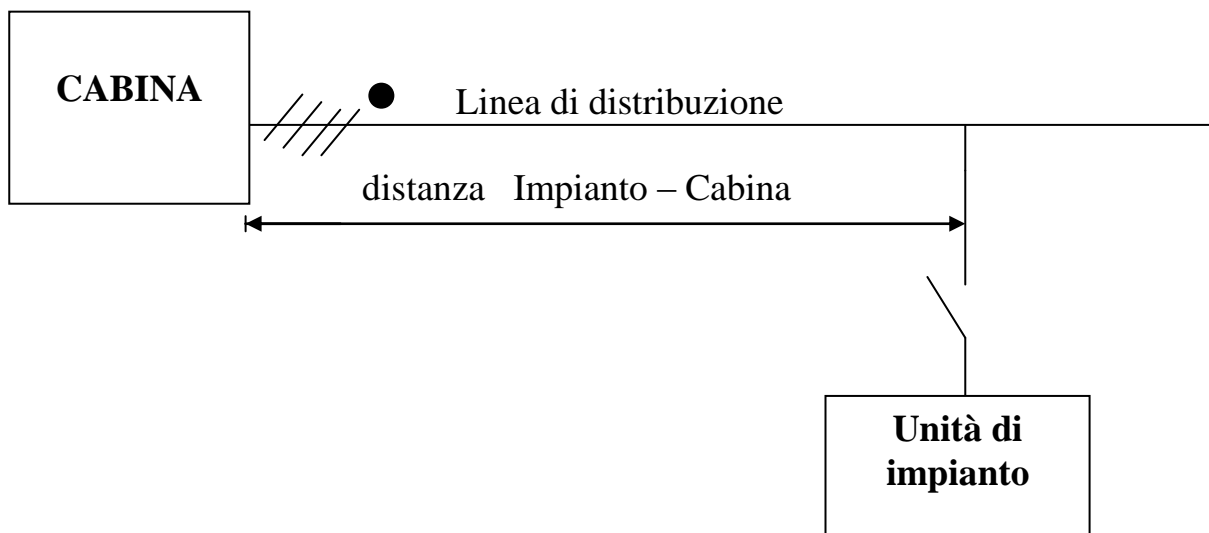 CABINA
Linea di distribuzione
distanza Impianto – Cabina
Unità di
impianto